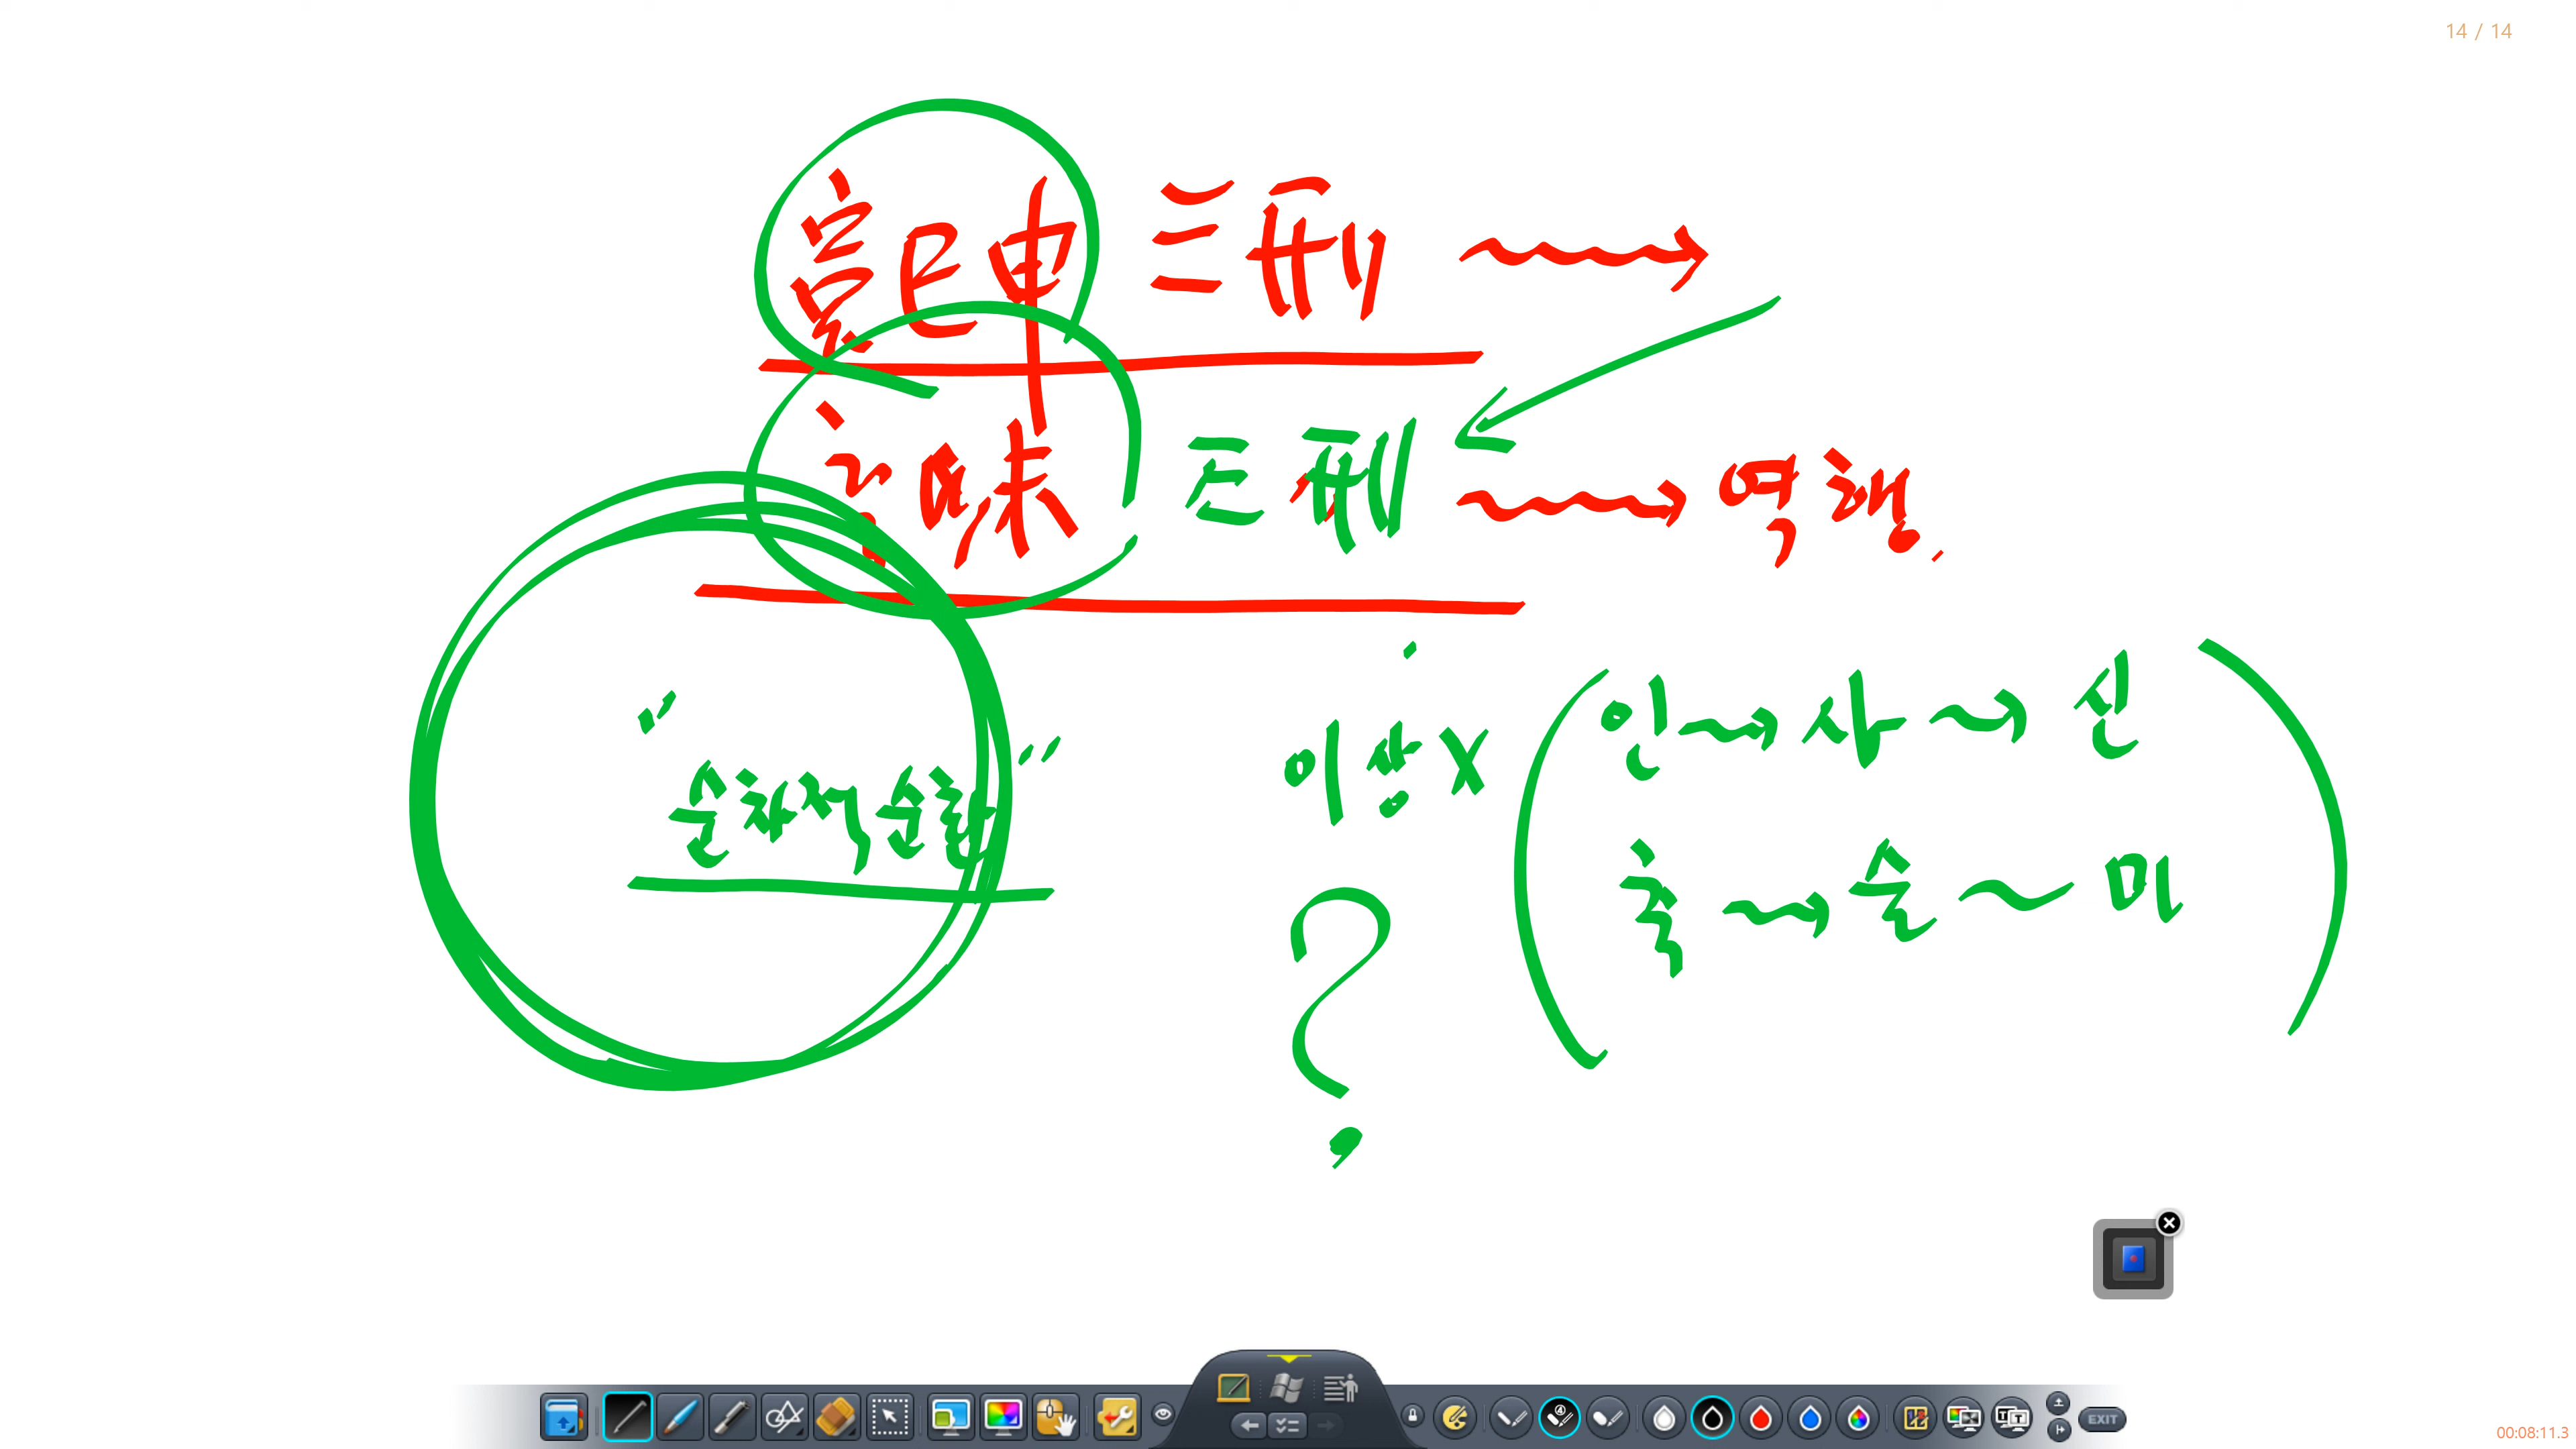 14 / 14
寅巳申 三刑
戌未 三刑 역행.
"순차적순환"
이상X (인 사 신
축 술 미)
?
EXIT
00:08:11.3